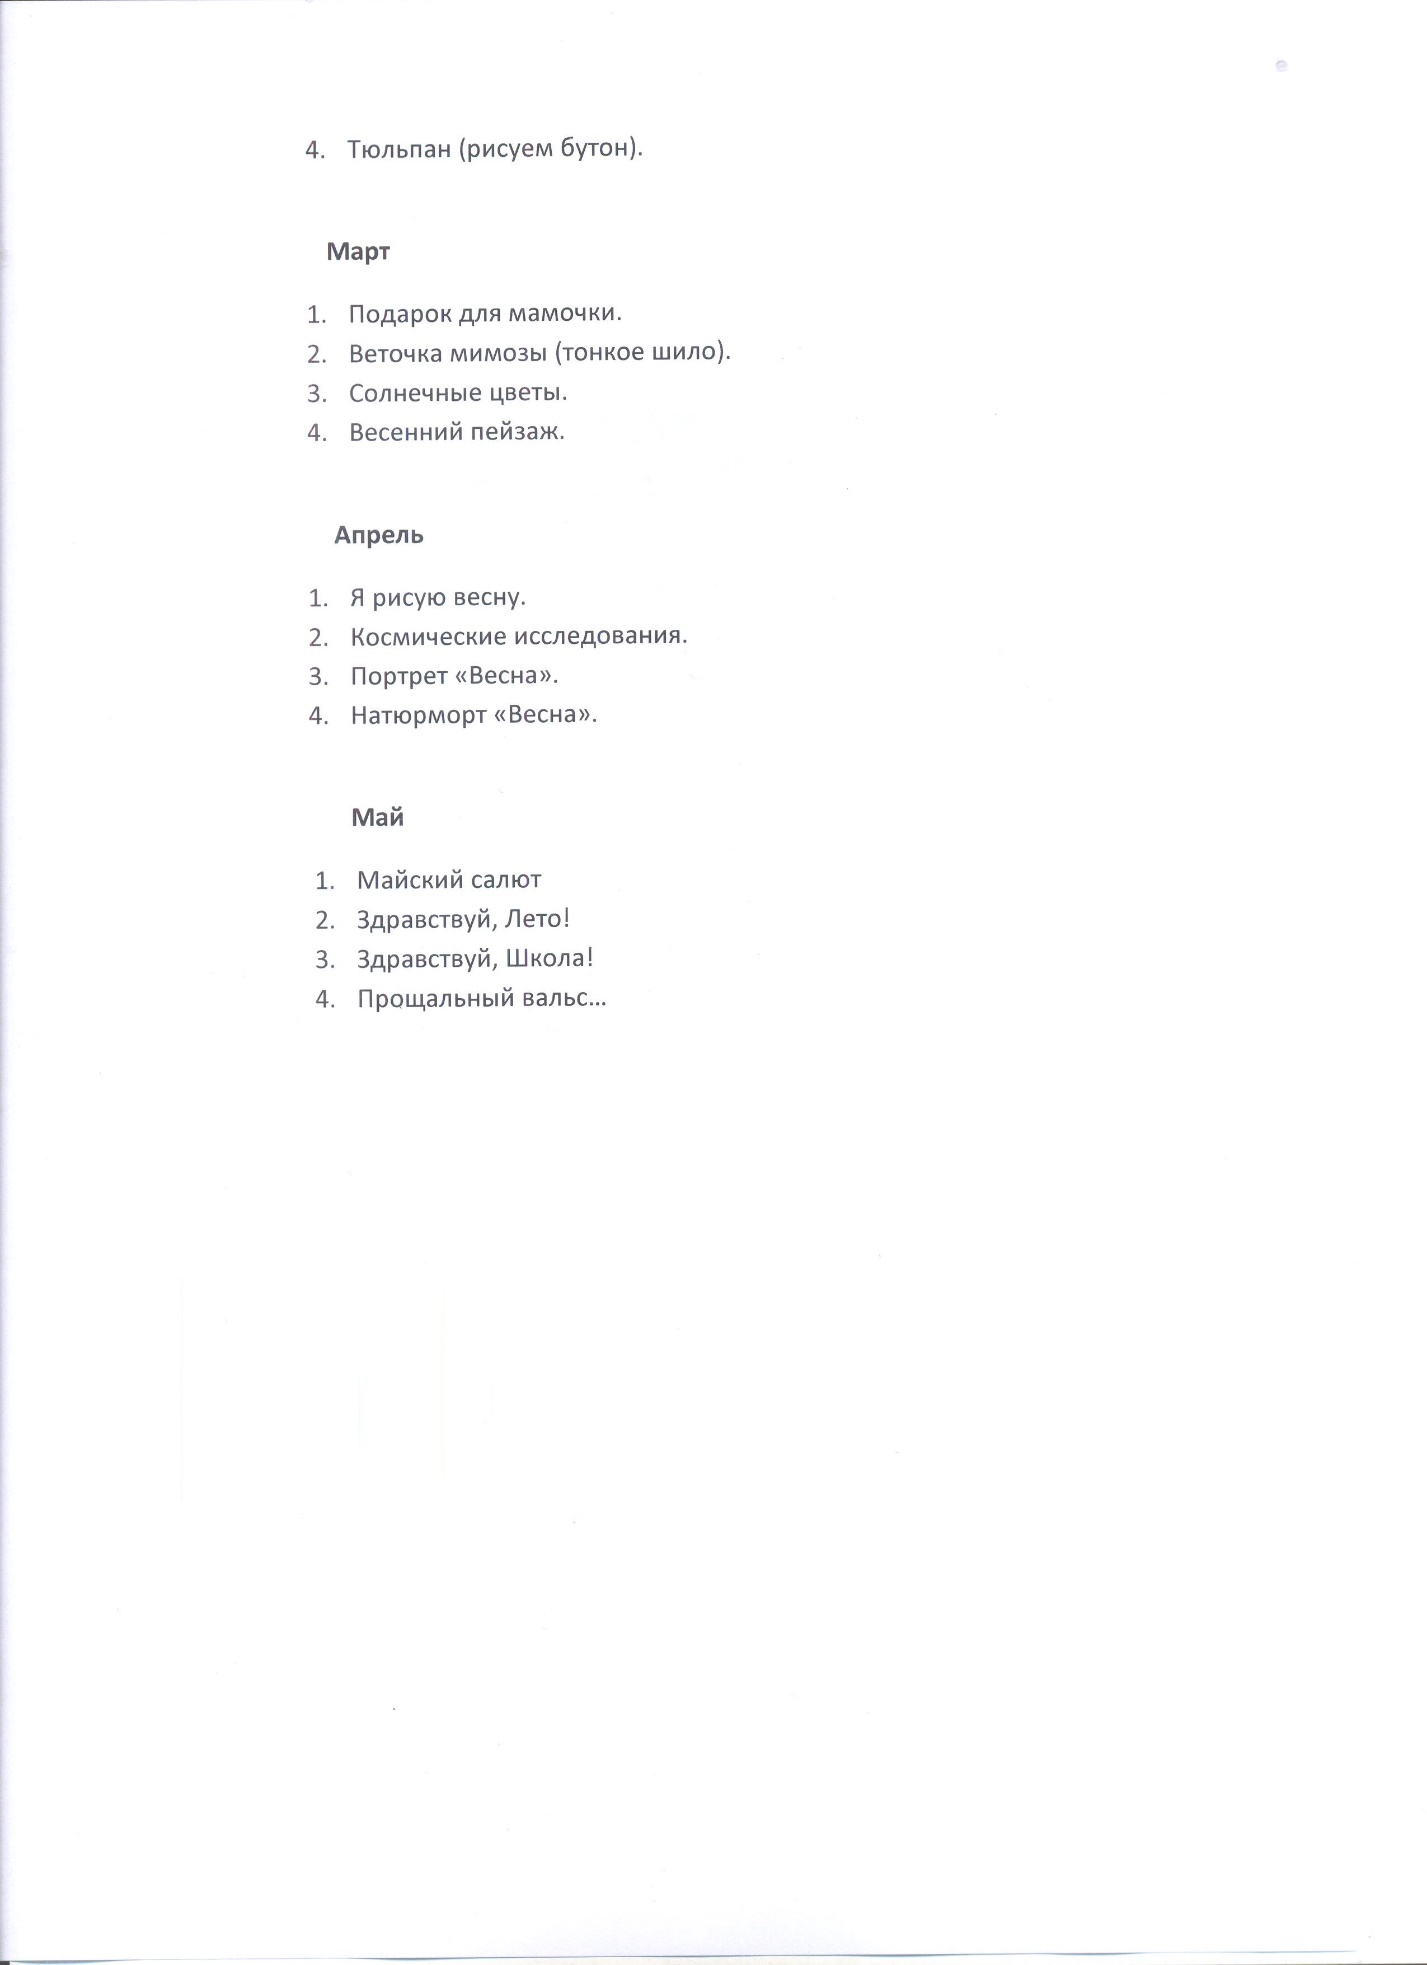 4. Тюльпан (рисуем бутон).
Март
1. Подарок для мамочки.
2. Веточка мимозы (тонкое шило).
3. Солнечные цветы.
4. Весенний пейзаж.
Апрель
1. Я рисую весну.
2. Космические исследования.
3. Портрет «Весна».
4. Натюрморт «Весна».
Май
1. Майский салют
2. Здравствуй, Лето!
3. Здравствуй, Школа!
4. Прощальный вальс...